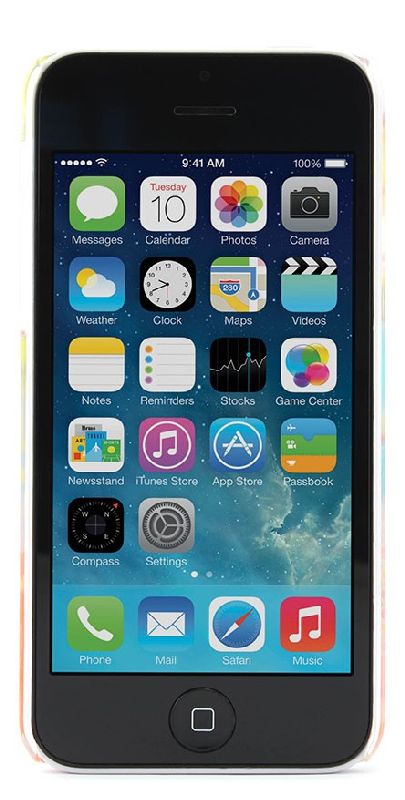 9:41 AM 100%
Tuesday
10
280
Messages Calendar Photos Camera
Weather Clock Maps Videos
Notes Reminders Stocks Game Center
Newsstand iTunes Store App Store Passbook
N
W E
S
Compass Settings
Phone Mail Safari Music